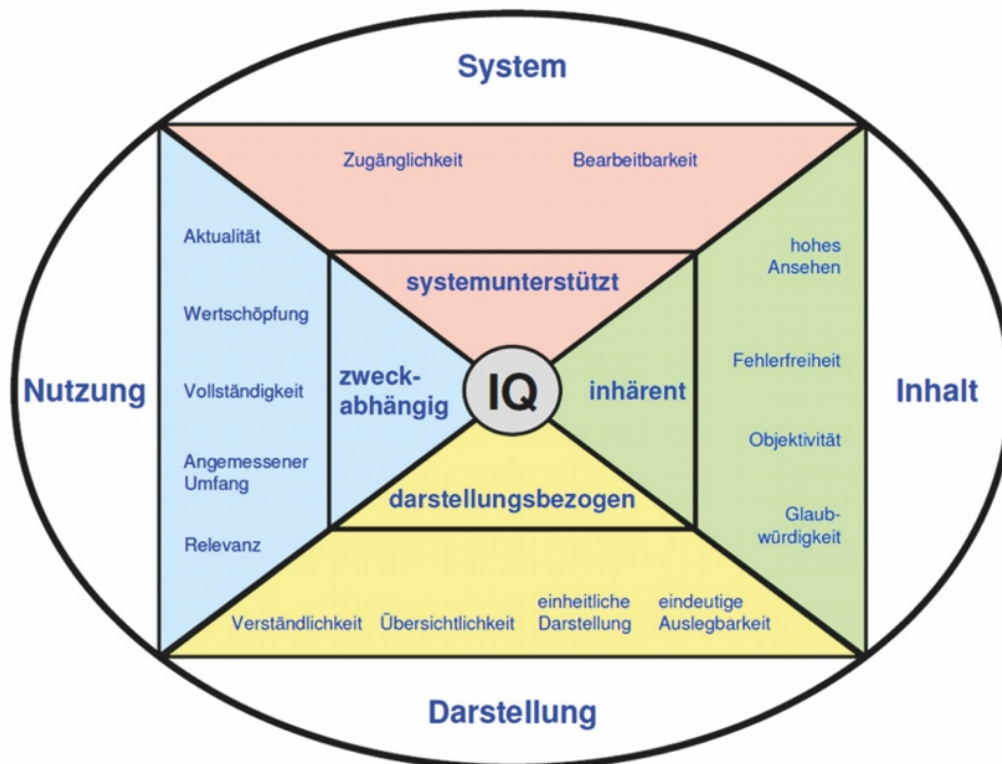 System
Zugänglichkeit
Bearbeitbarkeit
systemunterstützt
Nutzung
Aktualität
Wertschöpfung
Vollständigkeit
Angemessener
Umfang
Relevanz
zweck-
abhängig
IQ
inhärent
hohes
Ansehen
Fehlerfreiheit
Objektivität
Glaub-
würdigkeit
Inhalt
darstellungsbezogen
Verständlichkeit
Übersichtlichkeit
einheitliche
Darstellung
eindeutige
Auslegbarkeit
Darstellung